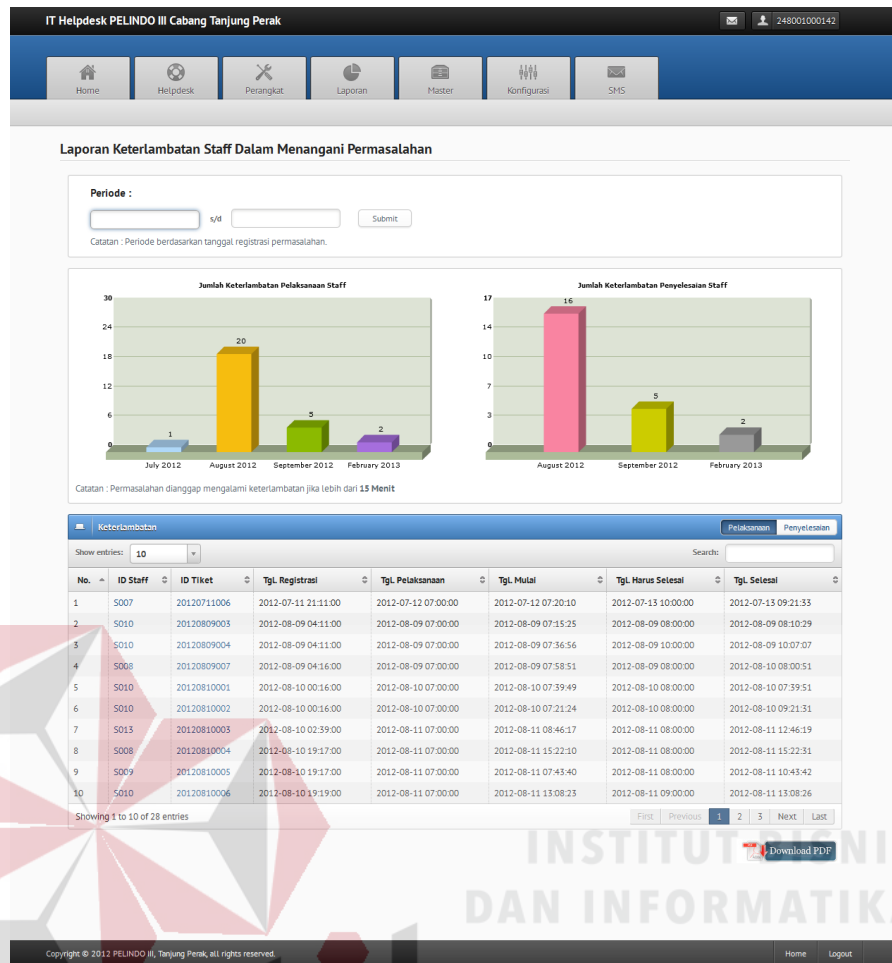 IT Helpdesk PELINDO III Cabang Tanjung Perak 248001000142
Home Helpdesk Perangkat Laporan Master Konfigurasi SMS
Laporan Keterlambatan Staff Dalam Menangani Permasalahan
Periode :
s/d Submit
Catatan : Periode berdasarkan tanggal registrasi permasalahan.
Jumlah Keterlambatan Pelaksanaan Staff
30
24
18
12
6
0
1
20
5
2
July 2012 August 2012 September 2012 February 2013
Jumlah Keterlambatan Penyelesaian Staff
17
14
10
7
3
0
16
5
2
August 2012 September 2012 February 2013
Catatan : Permasalahan dianggap mengalami keterlambatan jika lebih dari 15 Menit
Keterlambatan Pelaksanaan Penyelesaian
Show entries: 10 Search:
No. ID Staff ID Tiket Tgl. Registrasi Tgl. Pelaksanaan Tgl. Mulai Tgl. Harus Selesai Tgl. Selesai
1 S007 20120711006 2012-07-11 21:11:00 2012-07-12 07:00:00 2012-07-12 07:20:10 2012-07-13 10:00:00 2012-07-13 09:21:33
2 S010 20120809003 2012-08-09 04:11:00 2012-08-09 07:00:00 2012-08-09 07:15:25 2012-08-09 08:00:00 2012-08-09 08:10:29
3 S010 20120809004 2012-08-09 04:11:00 2012-08-09 07:00:00 2012-08-09 07:36:56 2012-08-09 10:00:00 2012-08-09 10:07:07
4 S008 20120809007 2012-08-09 04:16:00 2012-08-09 07:00:00 2012-08-09 07:58:51 2012-08-09 08:00:00 2012-08-10 08:00:51
5 S010 20120810001 2012-08-10 00:16:00 2012-08-10 07:00:00 2012-08-10 07:39:49 2012-08-10 08:00:00 2012-08-10 07:39:51
6 S010 20120810002 2012-08-10 00:16:00 2012-08-10 07:00:00 2012-08-10 07:21:24 2012-08-10 08:00:00 2012-08-10 09:21:31
7 S013 20120810003 2012-08-10 02:39:00 2012-08-11 07:00:00 2012-08-11 08:46:17 2012-08-11 08:00:00 2012-08-11 12:46:19
8 S008 20120810004 2012-08-10 19:17:00 2012-08-11 07:00:00 2012-08-11 15:22:10 2012-08-11 08:00:00 2012-08-11 15:22:31
9 S009 20120810005 2012-08-10 19:17:00 2012-08-11 07:00:00 2012-08-11 07:43:40 2012-08-11 08:00:00 2012-08-11 10:43:42
10 S010 20120810006 2012-08-10 19:19:00 2012-08-11 07:00:00 2012-08-11 13:08:23 2012-08-11 09:00:00 2012-08-11 13:08:26
Showing 1 to 10 of 28 entries First Previous 1 2 3 Next Last
INSTITUT BISNI
Download PDF
DAN INFORMATIKA
Copyright © 2012 PELINDO III, Tanjung Perak, all rights reserved. Home Logout